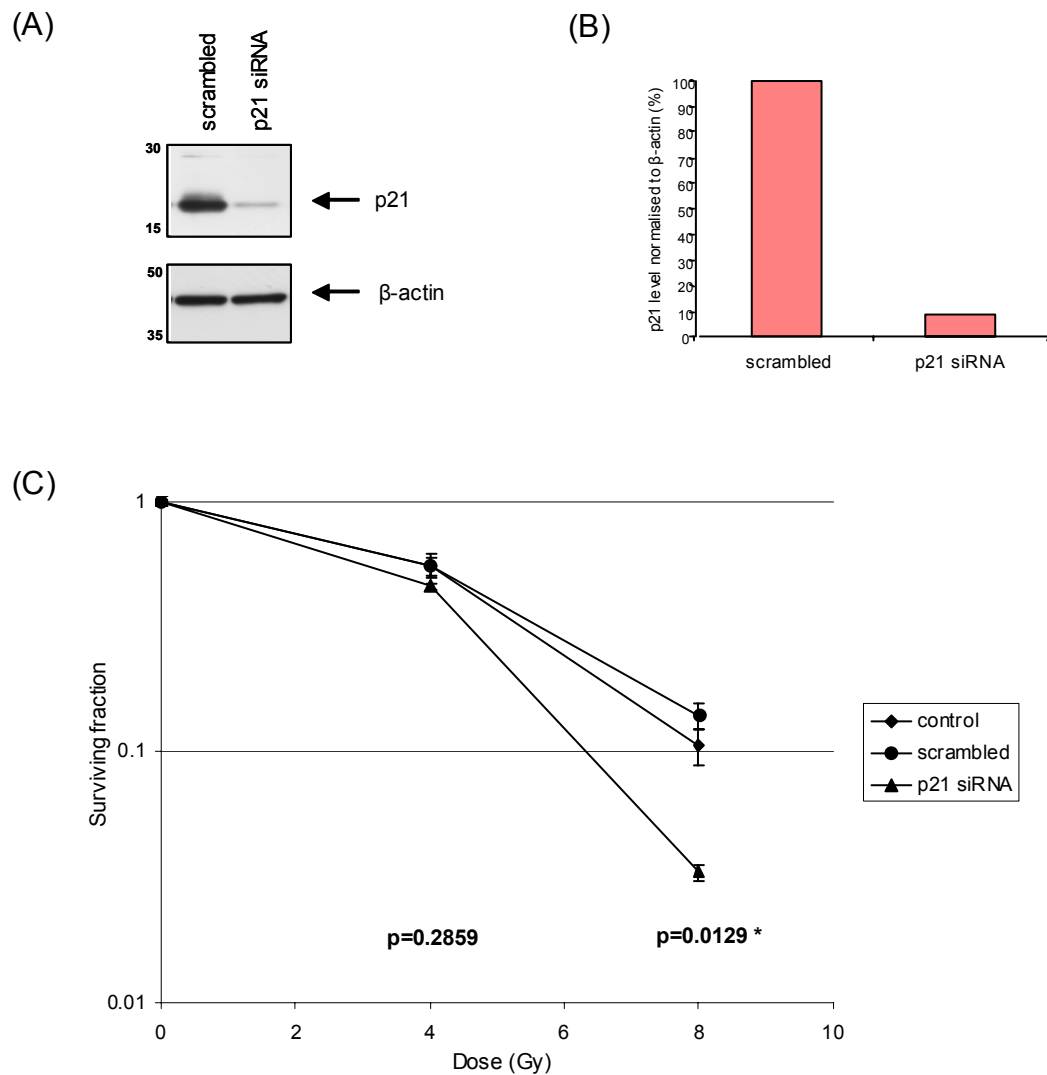 (A)
scrambled
p21 siRNA
30
15
p21
50
35
β-actin
(B)
p21 level normalised to β-actin (%)
100
90
80
70
60
50
40
30
20
10
0
scrambled
p21 siRNA
(C)
Surviving fraction
1
0.1
0.01
p=0.2859
p=0.0129 *
0
2
4
6
8
10
Dose (Gy)
control
scrambled
p21 siRNA